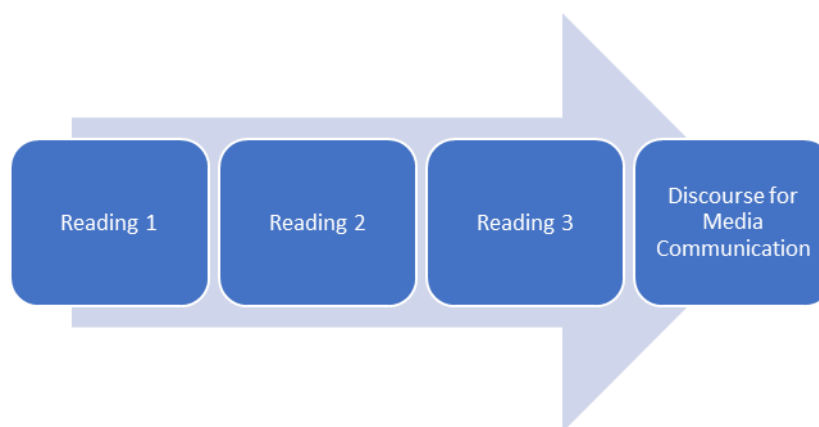 Reading 1
Reading 2
Reading 3
Discourse for
Media
Communication